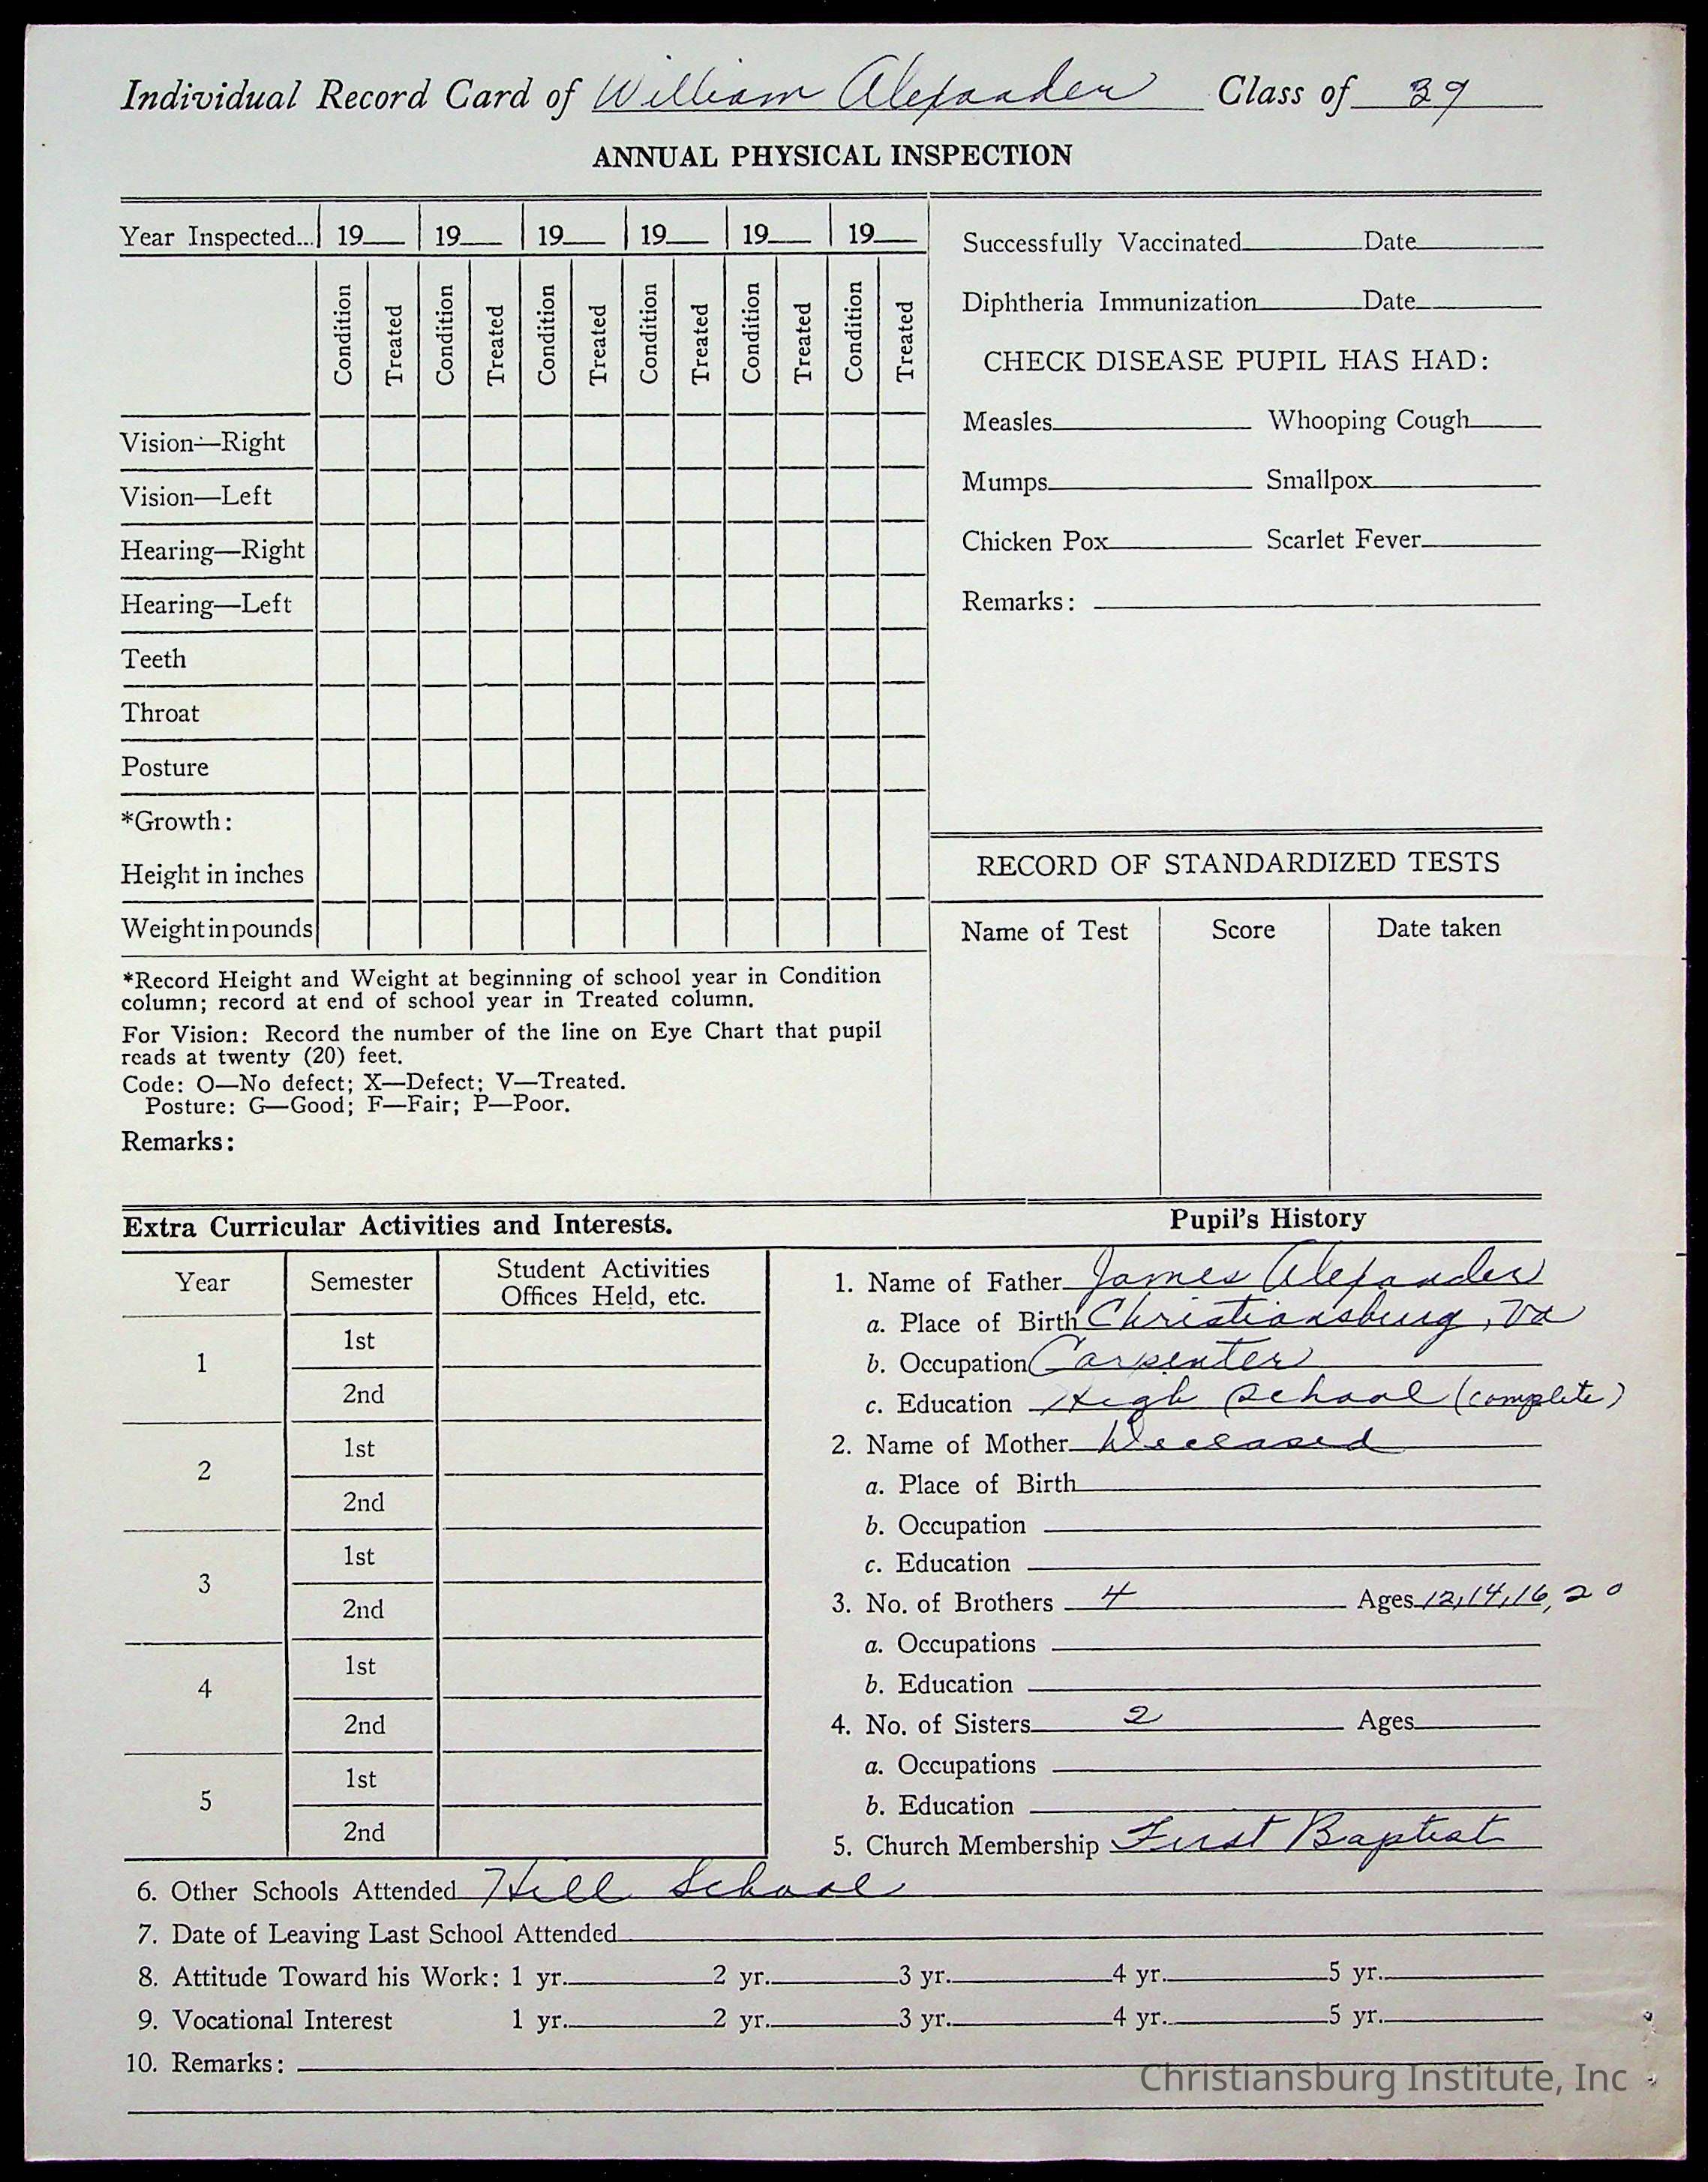 Individual Record Card of William Alexander Class of 39
ANNUAL PHYSICAL INSPECTION
Year Inspected... 19 19 19 19 19 19
Condition Treated Condition Treated Condition Treated Condition Treated Condition Treated Condition Treated
Vision—Right
Vision—Left
Hearing—Right
Hearing—Left
Teeth
Throat
Posture
*Growth:
Height in inches
Weight in pounds
*Record Height and Weight at beginning of school year in Condition
column; record at end of school year in Treated column.
For Vision: Record the number of the line on Eye Chart that pupil
reads at twenty (20) feet.
Code: O—No defect; X—Defect; V—Treated.
Posture: G—Good; F—Fair; P—Poor.
Remarks:
Successfully Vaccinated Date
Diphtheria Immunization Date
CHECK DISEASE PUPIL HAS HAD:
Measles Whooping Cough
Mumps Smallpox
Chicken Pox Scarlet Fever
Remarks:
RECORD OF STANDARDIZED TESTS
Name of Test Score Date taken
Extra Curricular Activities and Interests.
Year Semester Student Activities
Offices Held, etc.
1 1st
2nd
2 1st
2nd
3 1st
2nd
4 1st
2nd
5 1st
2nd
Pupil's History
1. Name of Father James Alexander
a. Place of Birth Christiansburg, Va
b. Occupation Carpenter
c. Education High School (complete)
2. Name of Mother Deceased
a. Place of Birth
b. Occupation
c. Education
3. No. of Brothers 4 Ages 12, 14, 16, 20
a. Occupations
b. Education
4. No. of Sisters 2 Ages
a. Occupations
b. Education
5. Church Membership First Baptist
6. Other Schools Attended Hill School
7. Date of Leaving Last School Attended
8. Attitude Toward his Work: 1 yr. 2 yr. 3 yr. 4 yr. 5 yr.
9. Vocational Interest 1 yr. 2 yr. 3 yr. 4 yr. 5 yr.
10. Remarks:
Christiansburg Institute, Inc